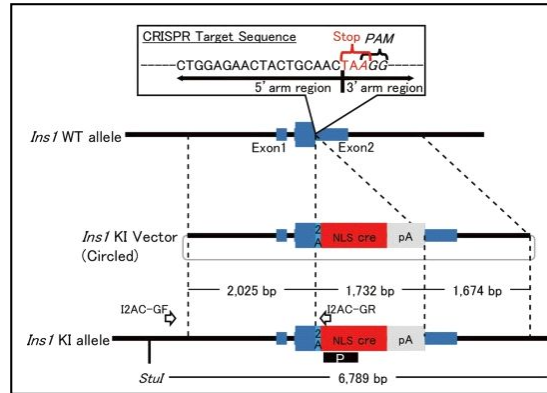 CRISPR Target Sequence
Stop PAM
-----CTGGAGAACTACTGCAACTAAGG-----
5' arm region 3' arm region
Ins1 WT allele
Exon1 Exon2
Ins1 KI Vector
(Circled)
2A NLS cre pA
2,025 bp 1,732 bp 1,674 bp
I2AC-GF I2AC-GR
Ins1 KI allele
2A NLS cre pA
P
StuI 6,789 bp